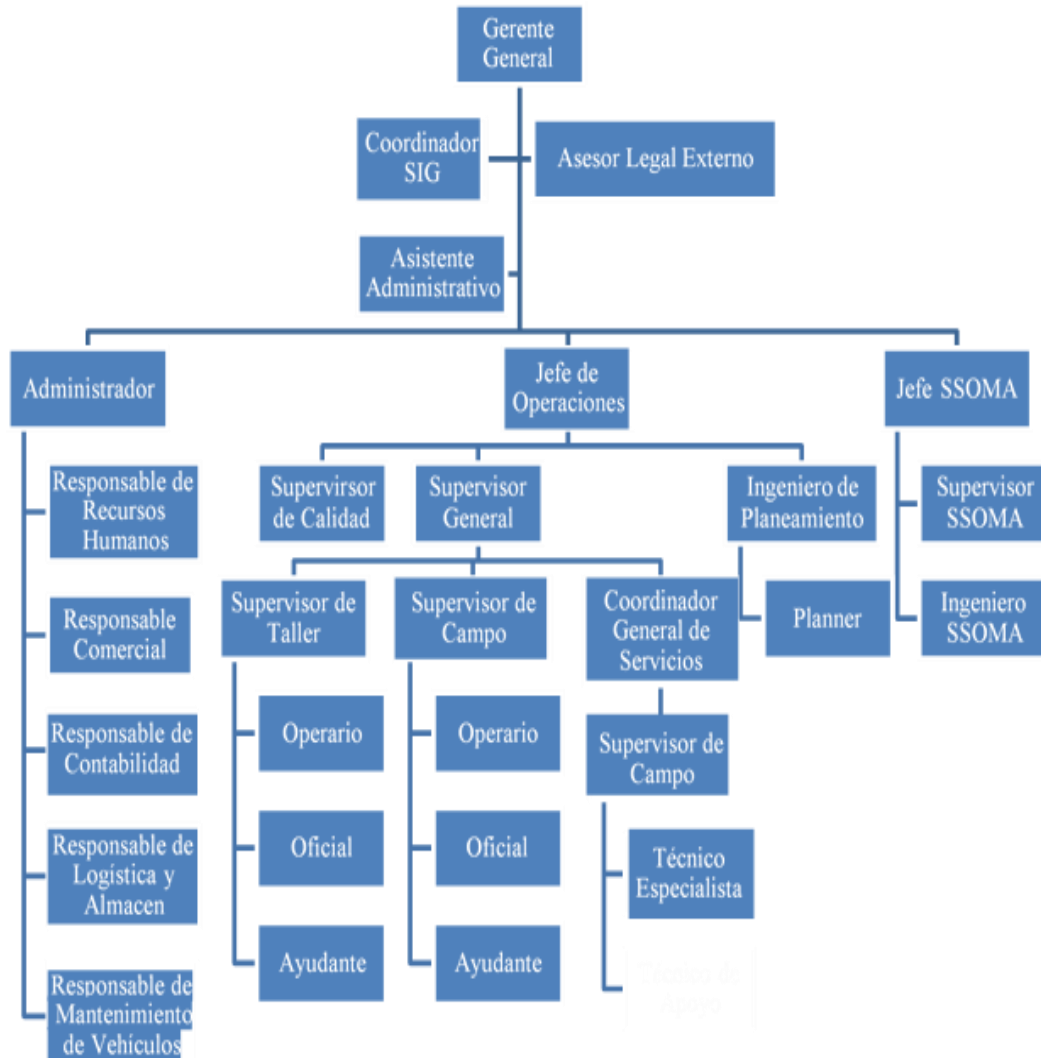 Gerente
General
Coordinador
SIG
Asesor Legal Externo
Asistente
Administrativo
Administrador
Jefe de
Operaciones
Jefe SSOMA
Responsable de
Recursos
Humanos
Supervirsor
de Calidad
Supervisor
General
Ingeniero de
Planeamiento
Supervisor
SSOMA
Responsable
Comercial
Supervisor de
Taller
Supervisor de
Campo
Coordinador
General de
Servicios
Planner
Ingeniero
SSOMA
Responsable de
Contabilidad
Operario
Operario
Supervisor de
Campo
Responsable de
Logística y
Almacen
Oficial
Oficial
Técnico
Especialista
Ayudante
Ayudante
Técnico de
Apoyo
Responsable de
Mantenimiento
de Vehículos